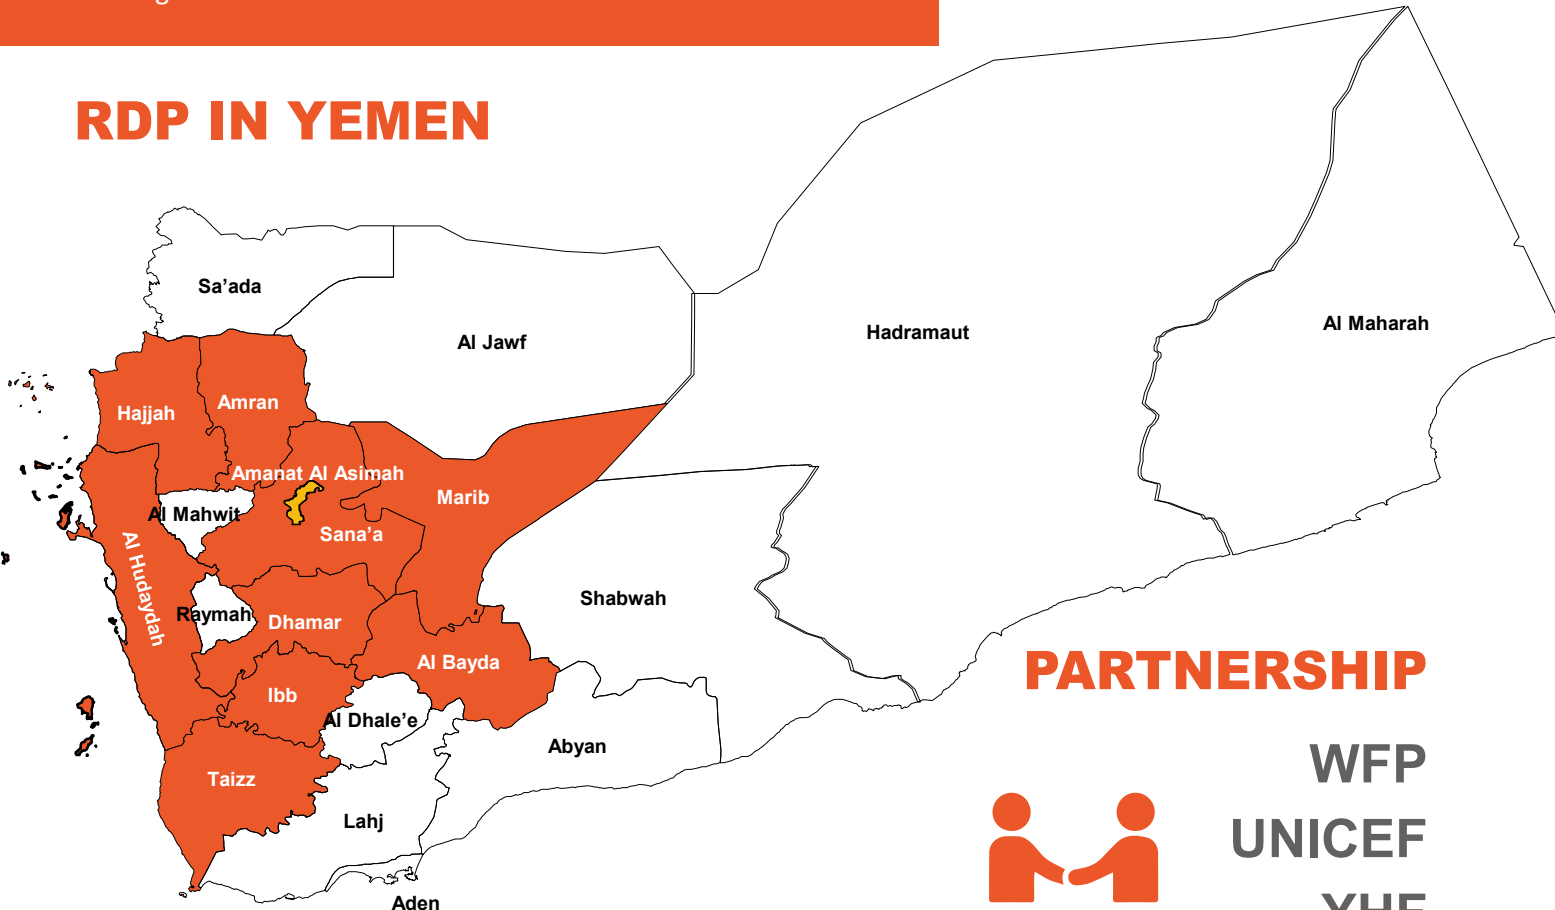 RDP IN YEMEN
Sa’ada
Al Jawf
Hadramaut
Al Maharah
Hajjah
Amran
Amanat Al Asimah
Marib
Al Mahwit
Sana’a
Al Hudaydah
Raymah
Dhamar
Shabwah
Al Bayda
Ibb
Al Dhale’e
Abyan
Taizz
Lahj
Aden
PARTNERSHIP
WFP
UNICEF
YHF